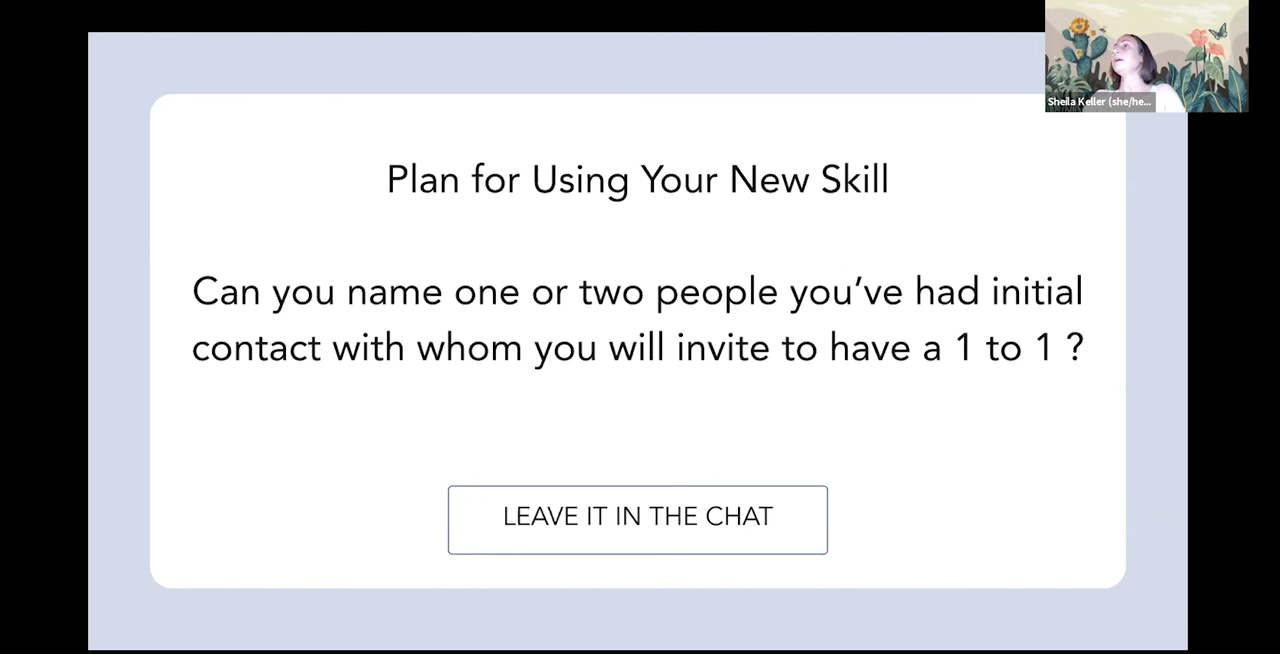 Sheila Keller (she/he...
Plan for Using Your New Skill
Can you name one or two people you’ve had initial
contact with whom you will invite to have a 1 to 1 ?
LEAVE IT IN THE CHAT